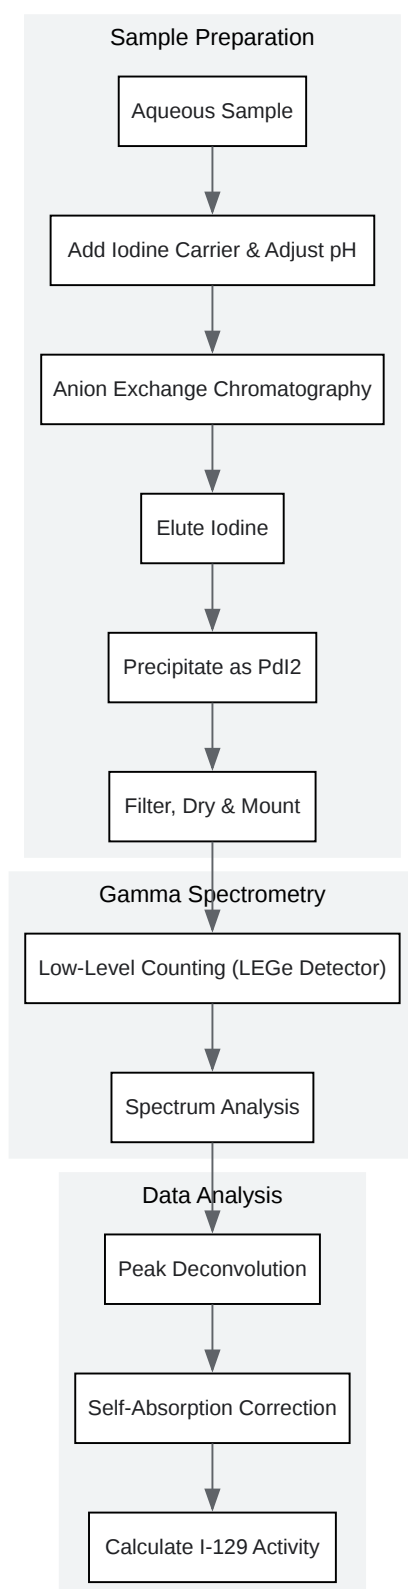 Sample Preparation
Aqueous Sample
Add Iodine Carrier & Adjust pH
Anion Exchange Chromatography
Elute Iodine
Precipitate as PdI2
Filter, Dry & Mount
Gamma Spectrometry
Low-Level Counting (LEGe Detector)
Spectrum Analysis
Data Analysis
Peak Deconvolution
Self-Absorption Correction
Calculate I-129 Activity